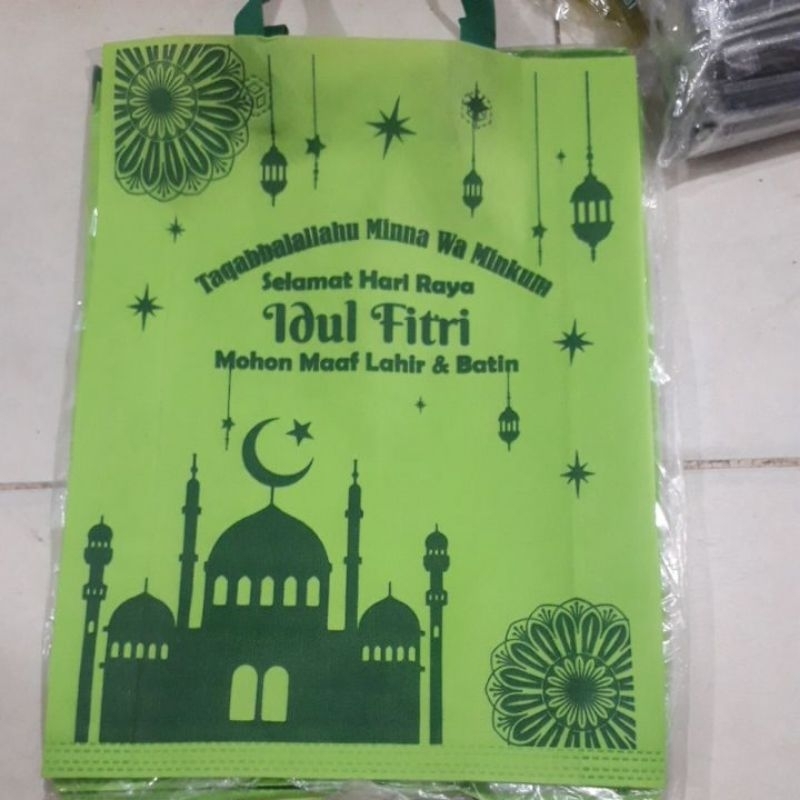 Taqabbalallahu Minna Wa Minkum
Selamat Hari Raya
Idul Fitri
Mohon Maaf Lahir & Batin